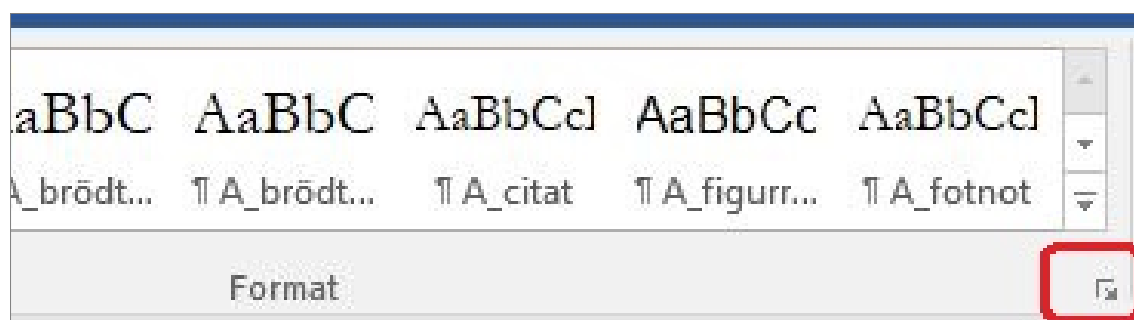 aBbC AaBbC AaBbCcl AaBbCc AaBbCcl
A_brödt... ¶ A_brödt... ¶ A_citat ¶ A_figurr... ¶ A_fotnot
Format